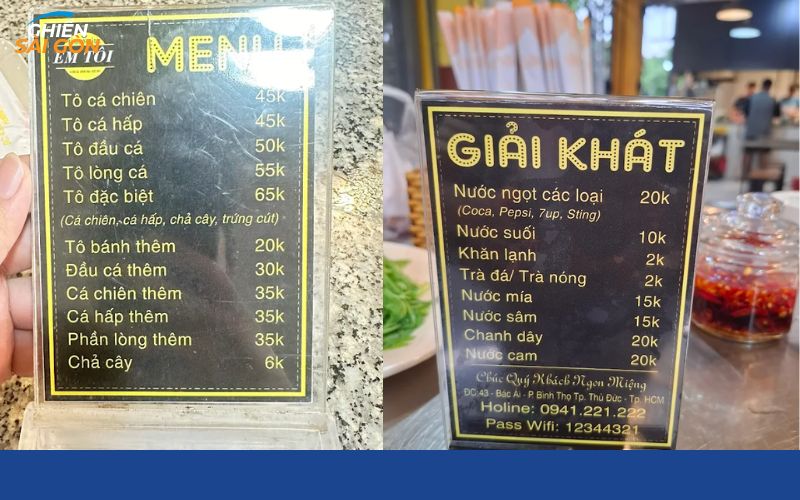 CHIẾN
SÀI GÒN
EM TÔI
MENU
Tô cá chiên 45k
Tô cá hấp 45k
Tô đầu cá 50k
Tô lòng cá 55k
Tô đặc biệt 65k
(Cá chiên, cá hấp, chả cây, trứng cút)
Tô bánh thêm 20k
Đầu cá thêm 30k
Cá chiên thêm 35k
Cá hấp thêm 35k
Phần lòng thêm 35k
Chả cây 6k
GIẢI KHÁT
Nước ngọt các loại 20k
(Coca, Pepsi, 7up, Sting)
Nước suối 10k
Khăn lạnh 2k
Trà đá/ Trà nóng 2k
Nước mía 15k
Nước sâm 15k
Chanh dây 20k
Nước cam 20k
Chúc Quý Khách Ngon Miệng
ĐC:43 - Bác Ái - P. Bình Thọ Tp. Thủ Đức - Tp. HCM
Holine: 0941.221.222
Pass Wifi: 12344321